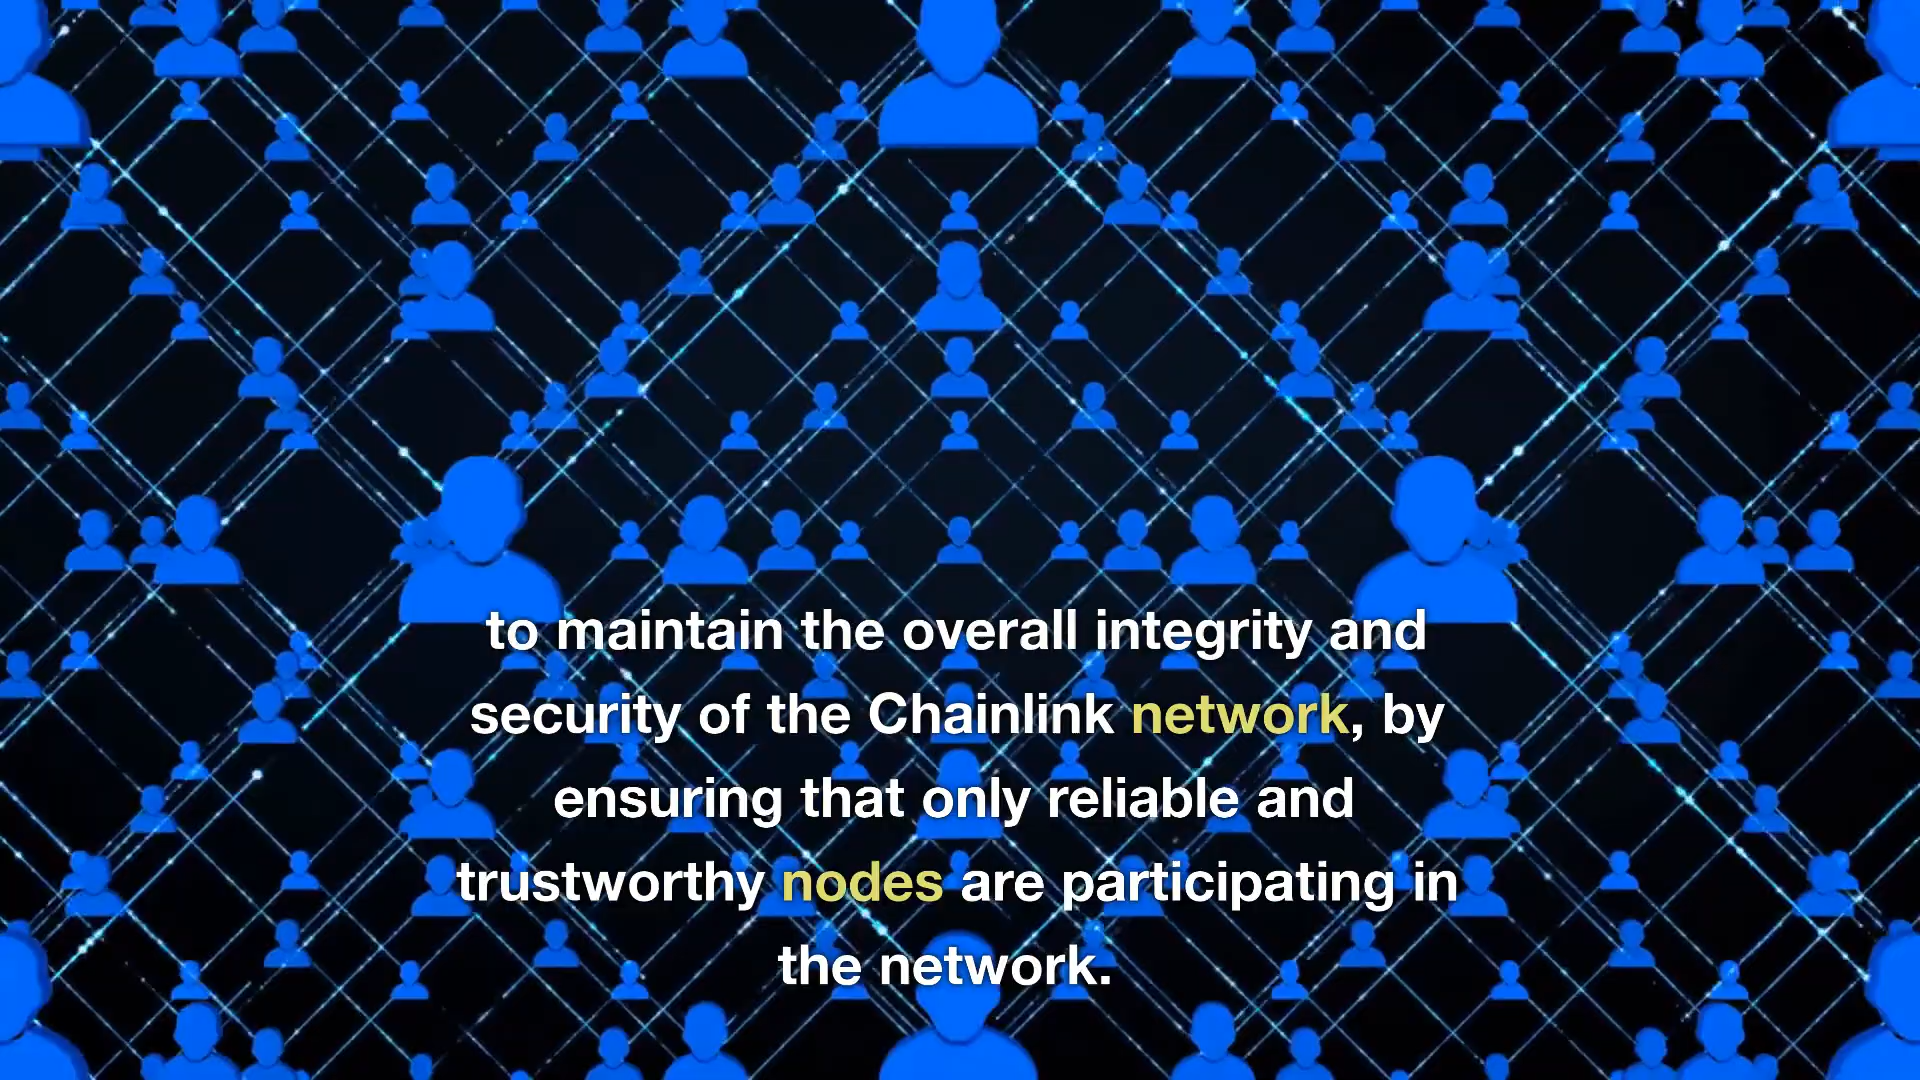 to maintain the overall integrity and
security of the Chainlink network, by
ensuring that only reliable and
trustworthy nodes are participating in
the network.